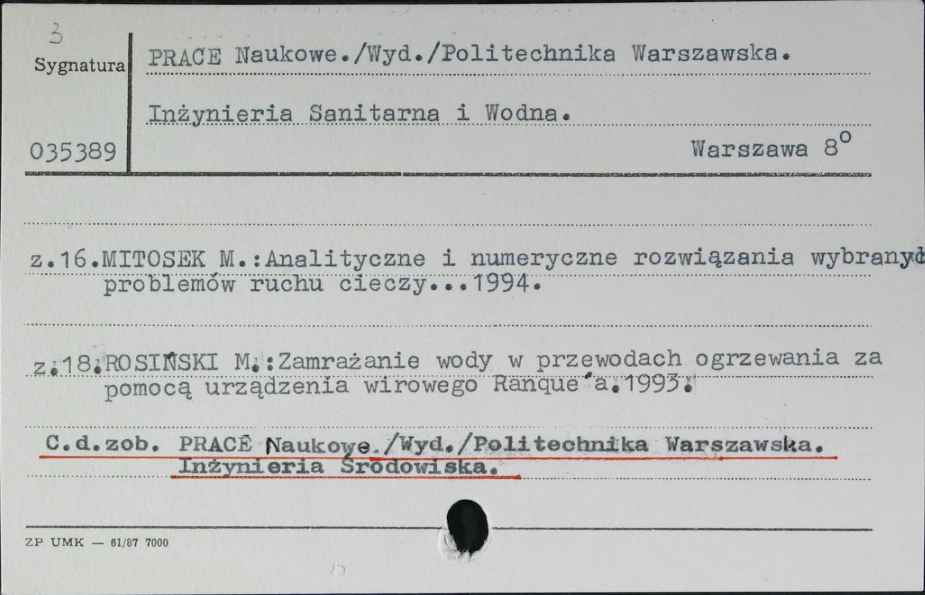 3
Sygnatura
PRACE Naukowe./Wyd./Politechnika Warszawska.
Inżynieria Sanitarna i Wodna.
035389
Warszawa 8°
z.16.MITOSEK M.:Analityczne i numeryczne rozwiązania wybranych
problemów ruchu cieczy...1994.
z.18.ROSIŃSKI M.:Zamrażanie wody w przewodach ogrzewania za
pomocą urządzenia wirowego Ranque'a.1993.
C.d.zob. PRACE Naukowe./Wyd./Politechnika Warszawska.
Inżynieria Środowiska.
ZP UMK — 61/87 7000